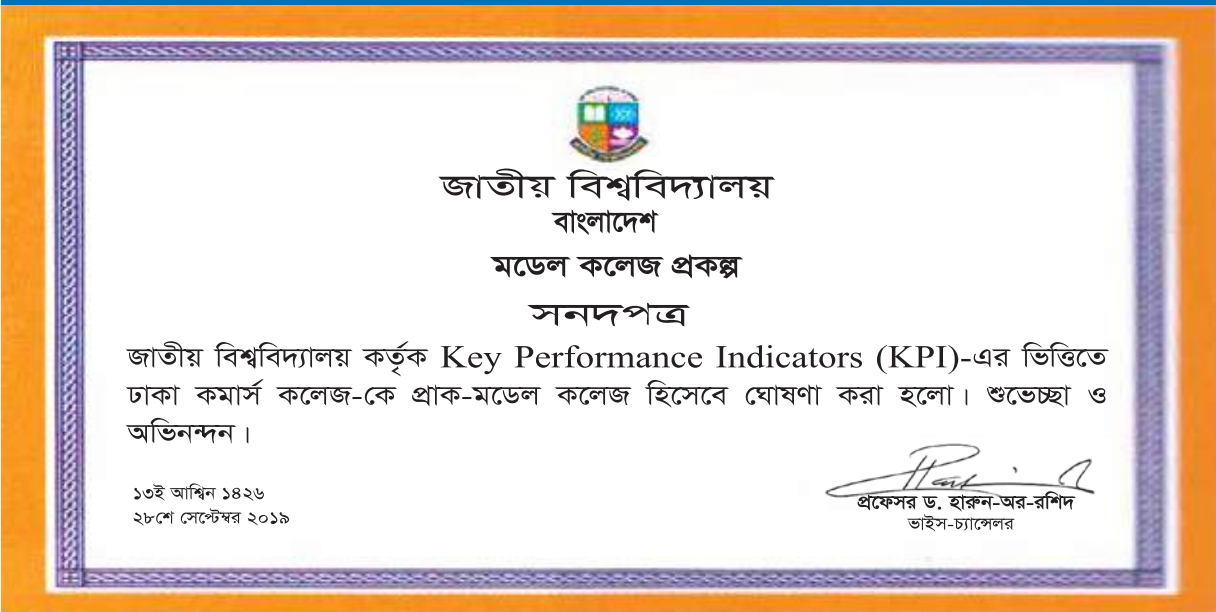 জাতীয় বিশ্ববিদ্যালয়
বাংলাদেশ
মডেল কলেজ প্রকল্প
সনদপত্র
জাতীয় বিশ্ববিদ্যালয় কর্তৃক Key Performance Indicators (KPI)-এর ভিত্তিতে
ঢাকা কমার্স কলেজ-কে প্রাক-মডেল কলেজ হিসেবে ঘোষণা করা হলো। শুভেচ্ছা ও
অভিনন্দন।
১৩ই আশ্বিন ১৪২৬
২৮শে সেপ্টেম্বর ২০১৯
প্রফেসর ড. হারুন-অর-রশিদ
ভাইস-চ্যান্সেলর